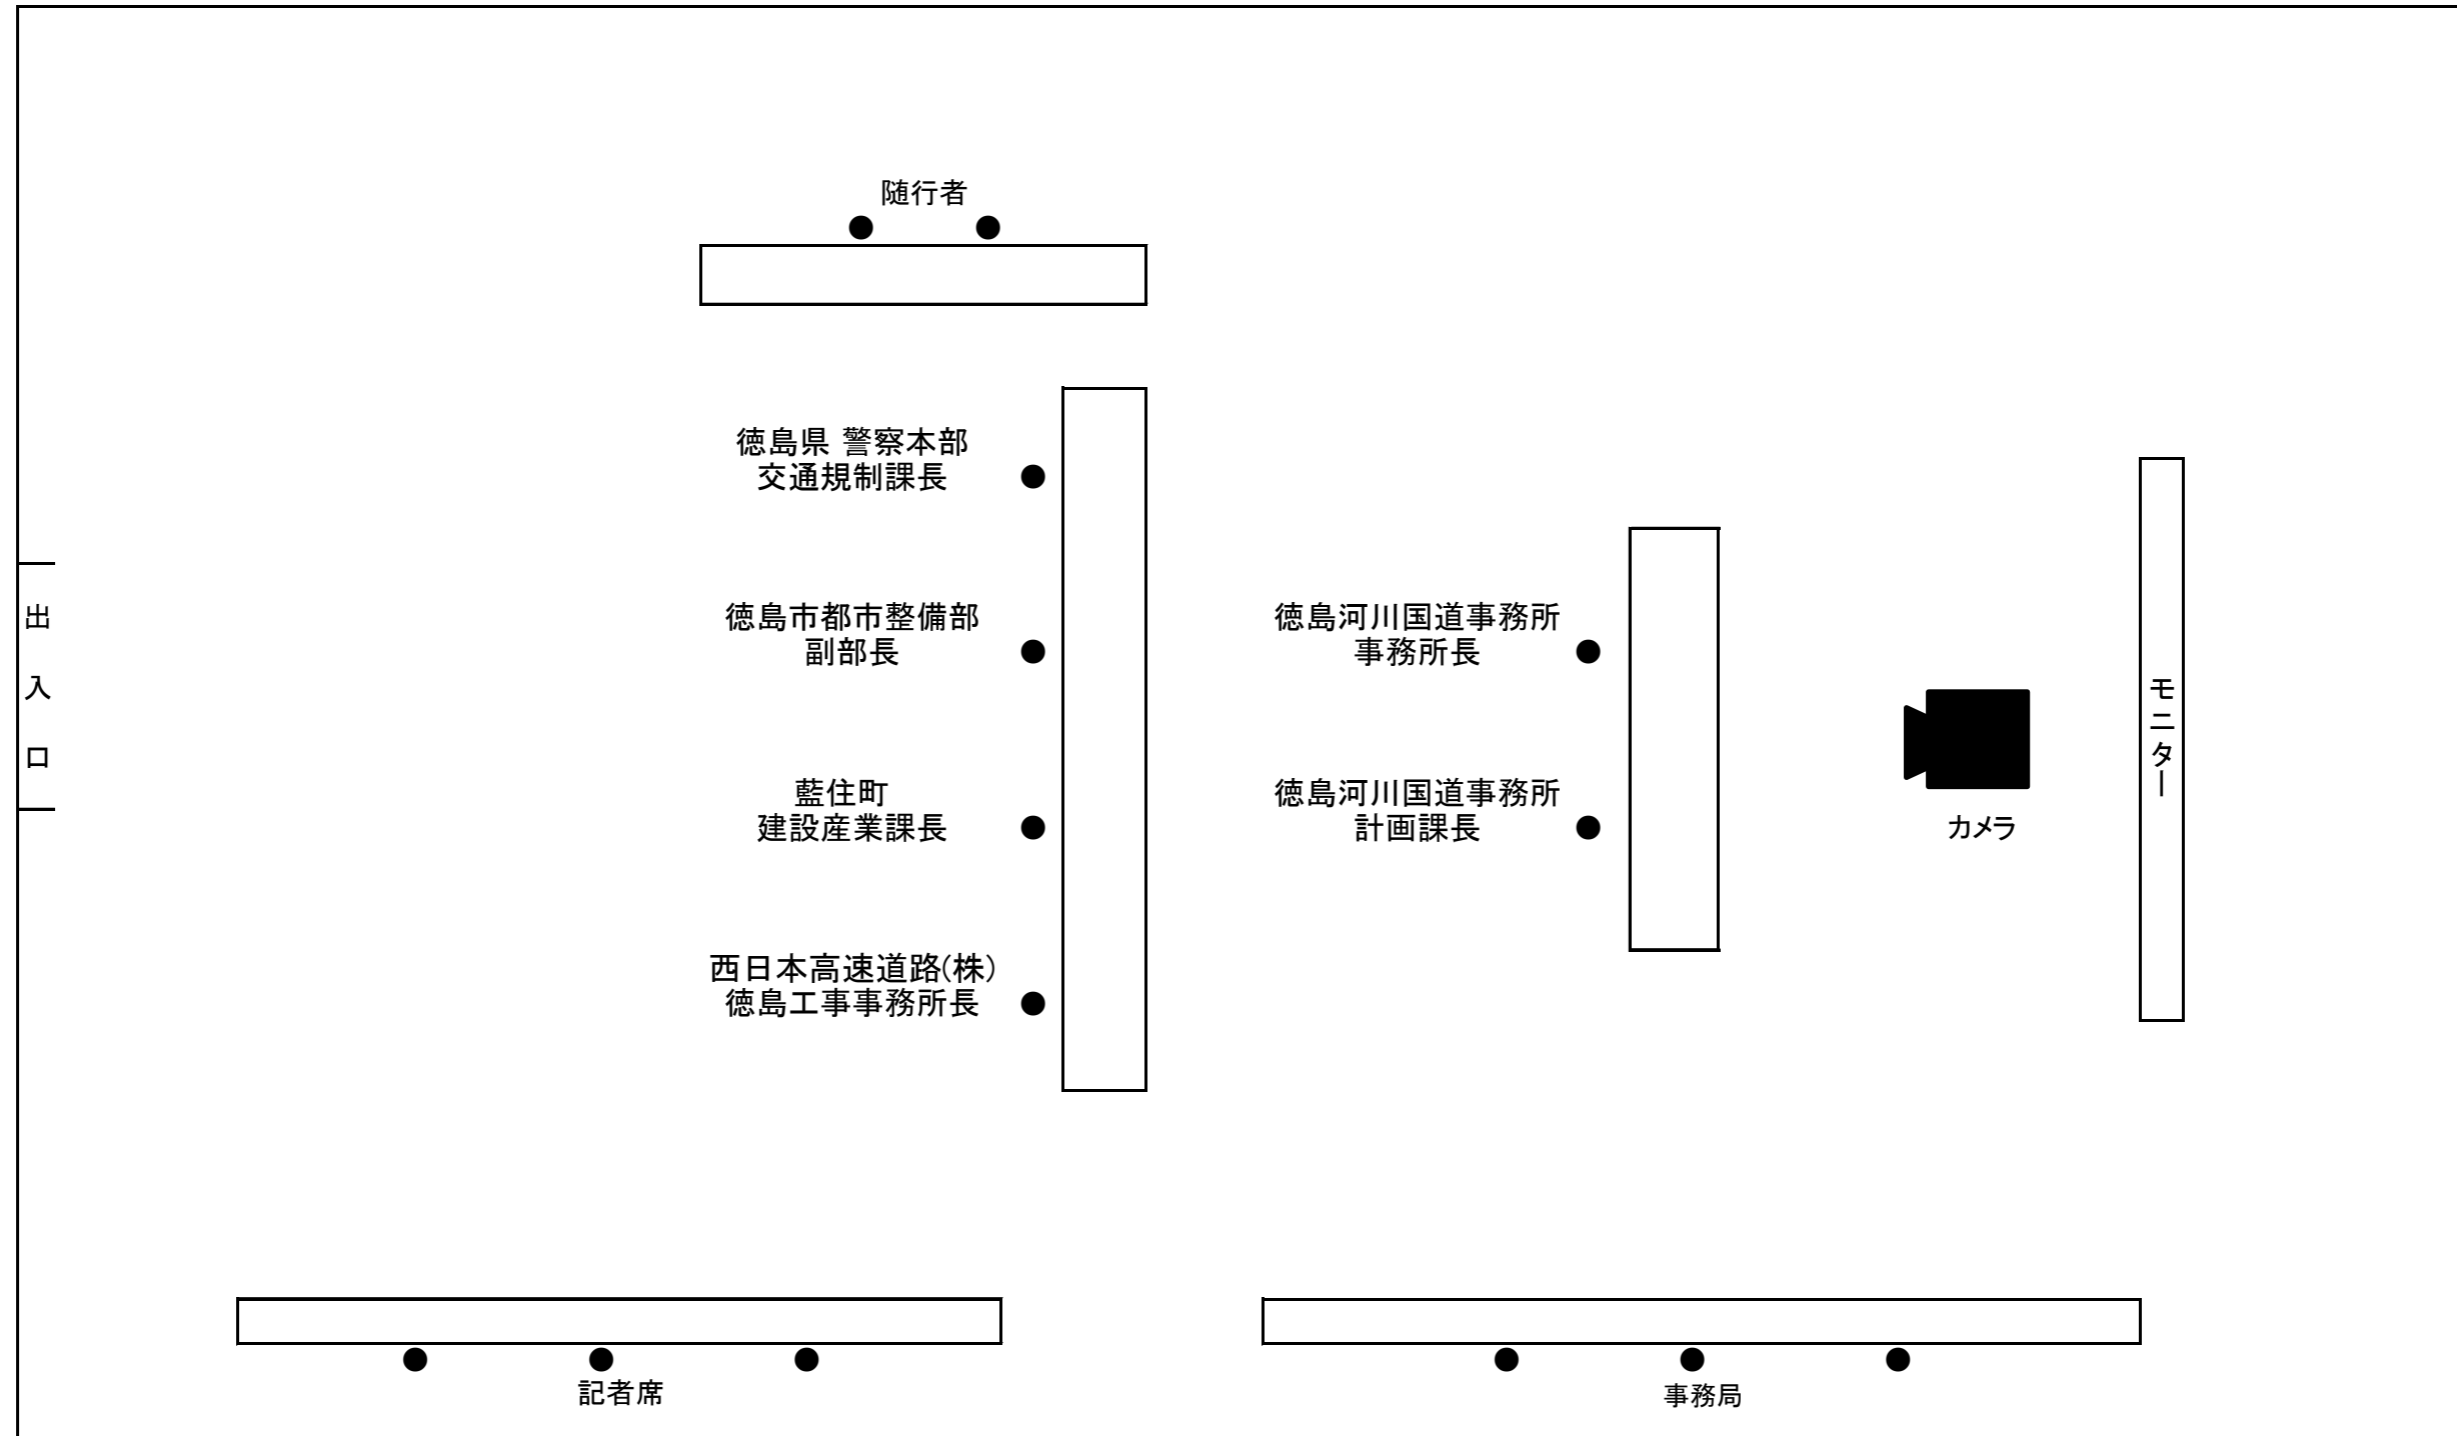 随行者
徳島県 警察本部
交通規制課長
徳島市都市整備部
副部長
藍住町
建設産業課長
西日本高速道路(株)
徳島工事事務所長
徳島河川国道事務所
事務所長
徳島河川国道事務所
計画課長
カメラ
モニター
出入口
記者席
事務局